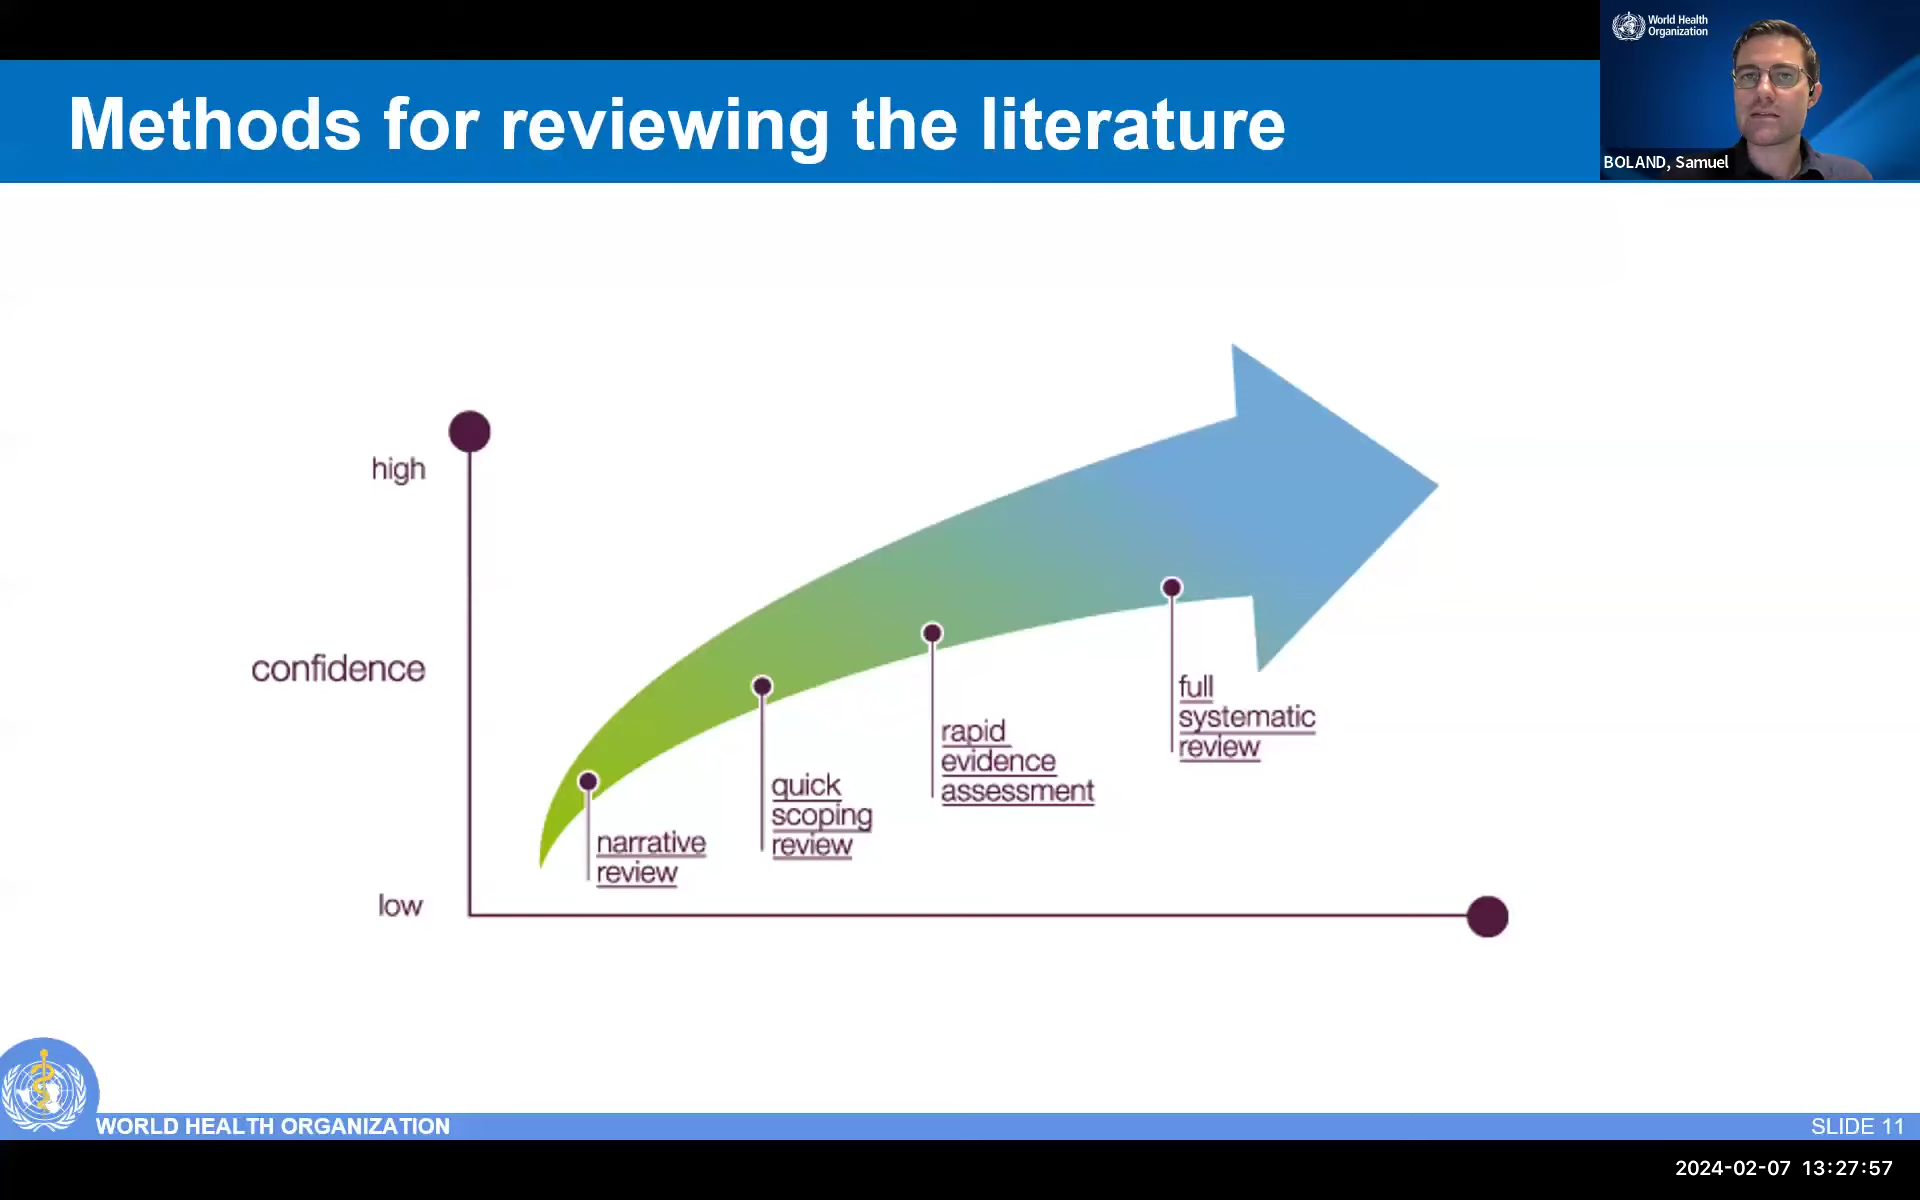 World Health
Organization
BOLAND, Samuel
Methods for reviewing the literature
high
confidence
low
narrative
review
quick
scoping
review
rapid
evidence
assessment
full
systematic
review
WORLD HEALTH ORGANIZATION
SLIDE 11
2024-02-07 13:27:57